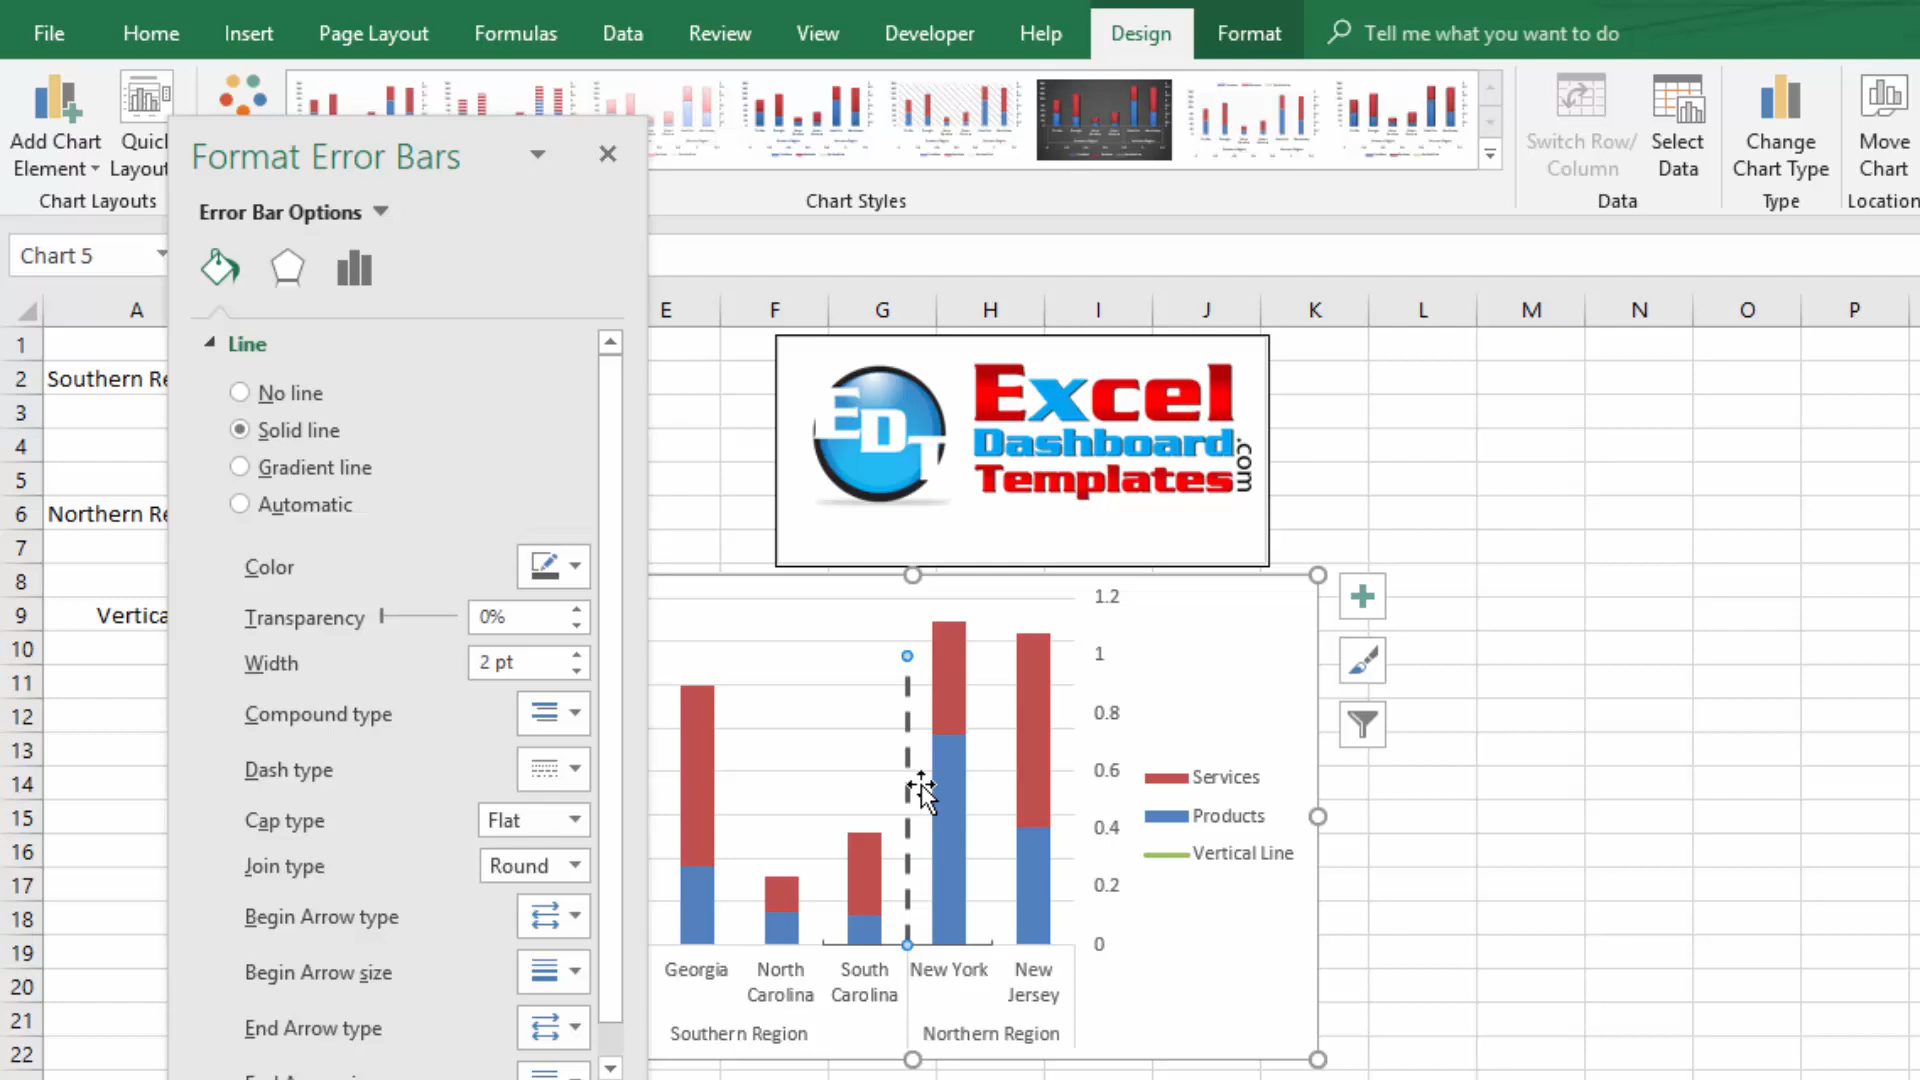 File Home Insert Page Layout Formulas Data Review View Developer Help Design Format Tell me what you want to do
Add Chart
Element
Quic
Layout
Switch Row/
Column
Select
Data
Change
Chart Type
Move
Chart
Chart Layouts Chart Styles Data Type Location
Format Error Bars
Error Bar Options
Chart 5
A E F G H I J K L M N O P
1
2 Southern Re
3
4
5
6 Northern Re
7
8
9 Vertica
10
11
12
13
14
15
16
17
18
19
20
21
22
Line
No line
Solid line
Gradient line
Automatic
Color
Transparency 0%
Width 2 pt
Compound type
Dash type
Cap type Flat
Join type Round
Begin Arrow type
Begin Arrow size
End Arrow type
EDT
Excel
Dashboard
Templates
.com
1.2
1
0.8
0.6
0.4
0.2
0
Services
Products
Vertical Line
Georgia
North
Carolina
South
Carolina
New York
New
Jersey
Southern Region Northern Region